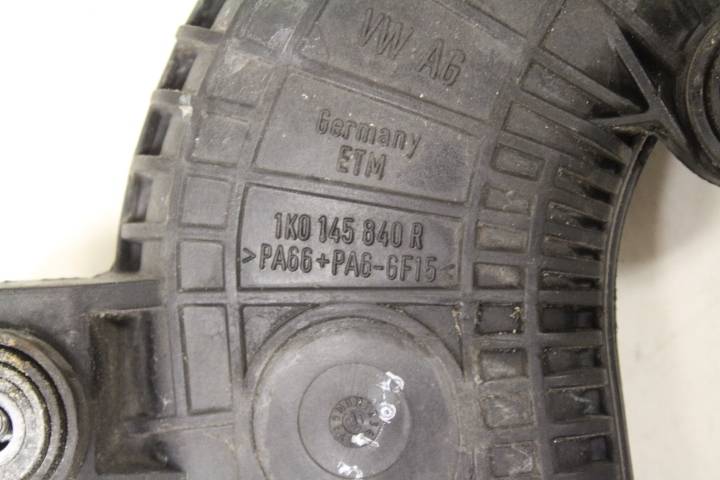 VW AG
Germany
ETM
1K0 145 840 R
>PA66+PA6-GF15<